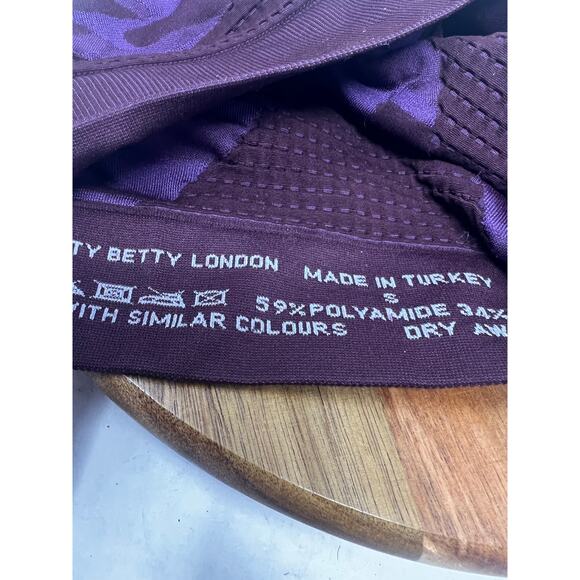 TY BETTY LONDON MADE IN TURKEY
S
59%POLYAMIDE 34%
WITH SIMILAR COLOURS DRY AW